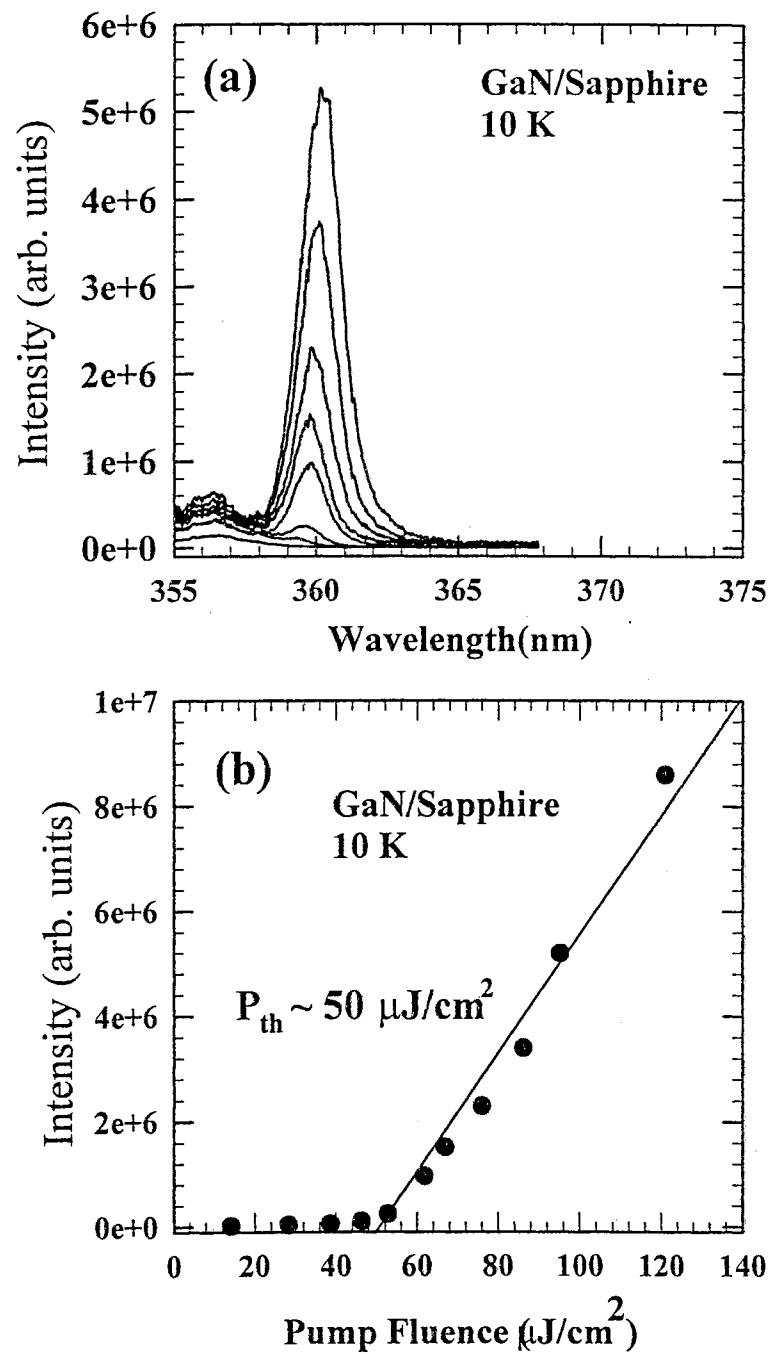 6e+6
5e+6
4e+6
3e+6
2e+6
1e+6
0e+0
Intensity (arb. units)
(a)
GaN/Sapphire
10 K
355
360
365
370
375
Wavelength(nm)
1e+7
8e+6
6e+6
4e+6
2e+6
0e+0
Intensity (arb. units)
(b)
GaN/Sapphire
10 K
Pth ~ 50 μJ/cm2
0
20
40
60
80
100
120
140
Pump Fluence (μJ/cm2)